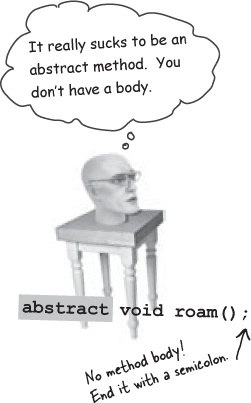 It really sucks to be an
abstract method. You
don't have a body.
abstract void roam();
No method body!
End it with a semicolon.